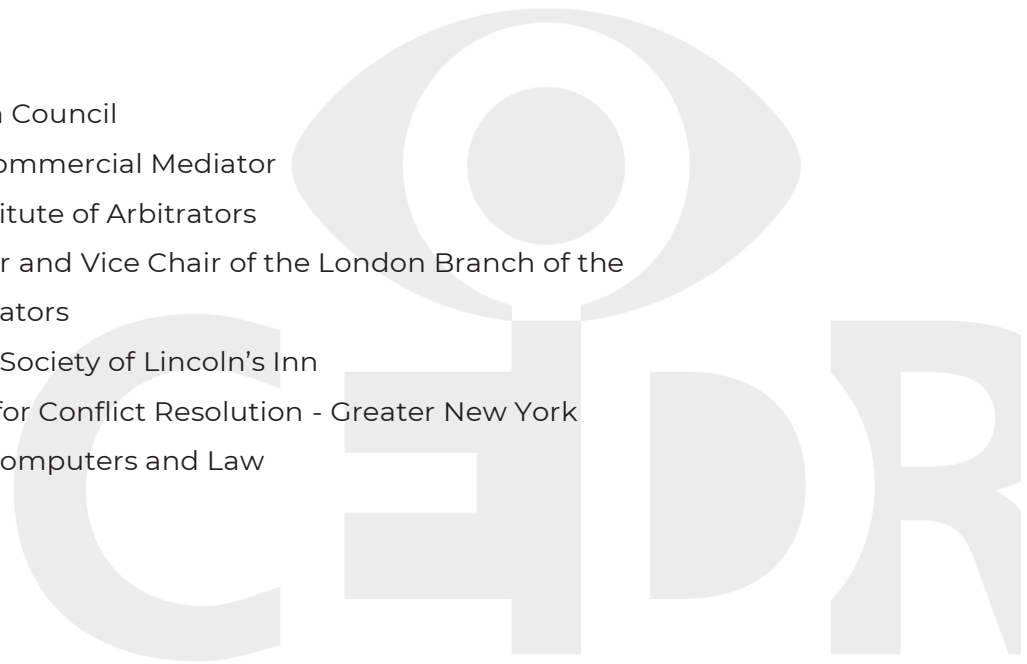 Council
ommercial Mediator
itute of Arbitrators
r and Vice Chair of the London Branch of the
ators
Society of Lincoln’s Inn
for Conflict Resolution - Greater New York
omputers and Law
CEDR